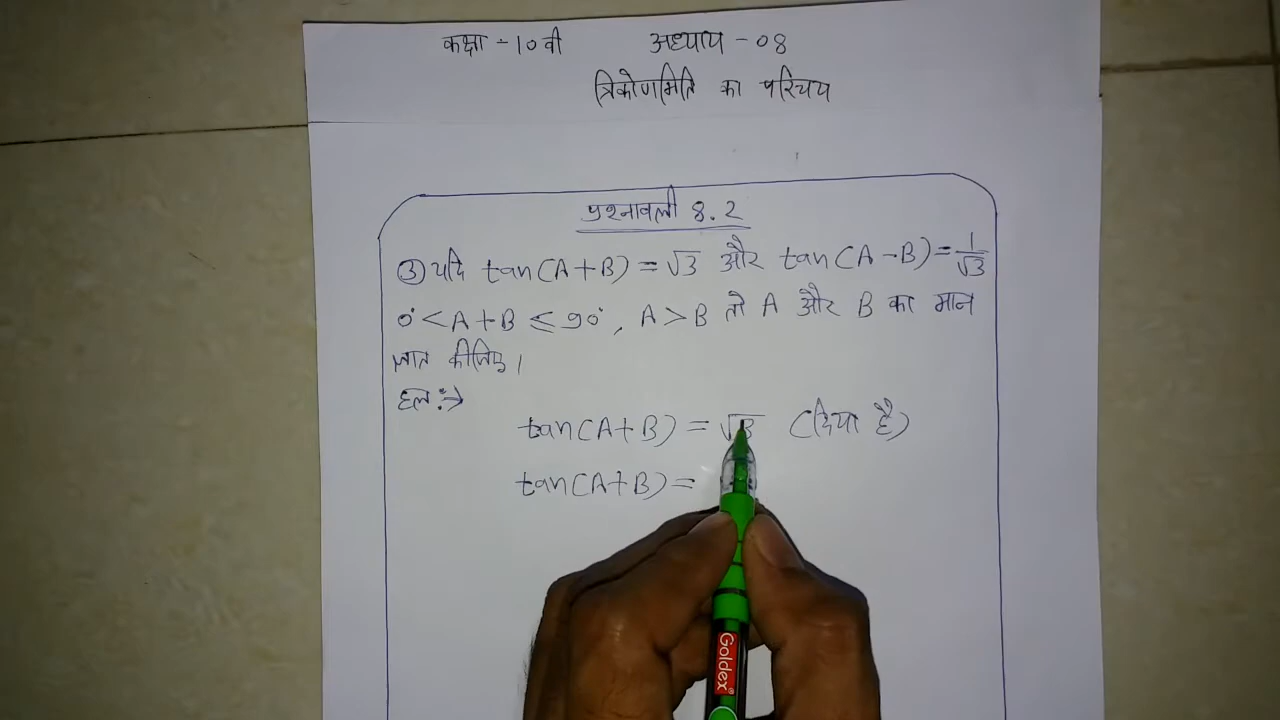 कक्षा - 10 वी अध्याय - 08
त्रिकोणमिति का परिचय
प्रश्नावली 8.2
③ यदि tan(A+B) = √3 और tan(A-B) = 1/√3
0° < A+B ≤ 90°, A > B तो A और B का मान
ज्ञात कीजिए।
हल:→
tan(A+B) = √3 (दिया है)
tan(A+B) =
Goldex